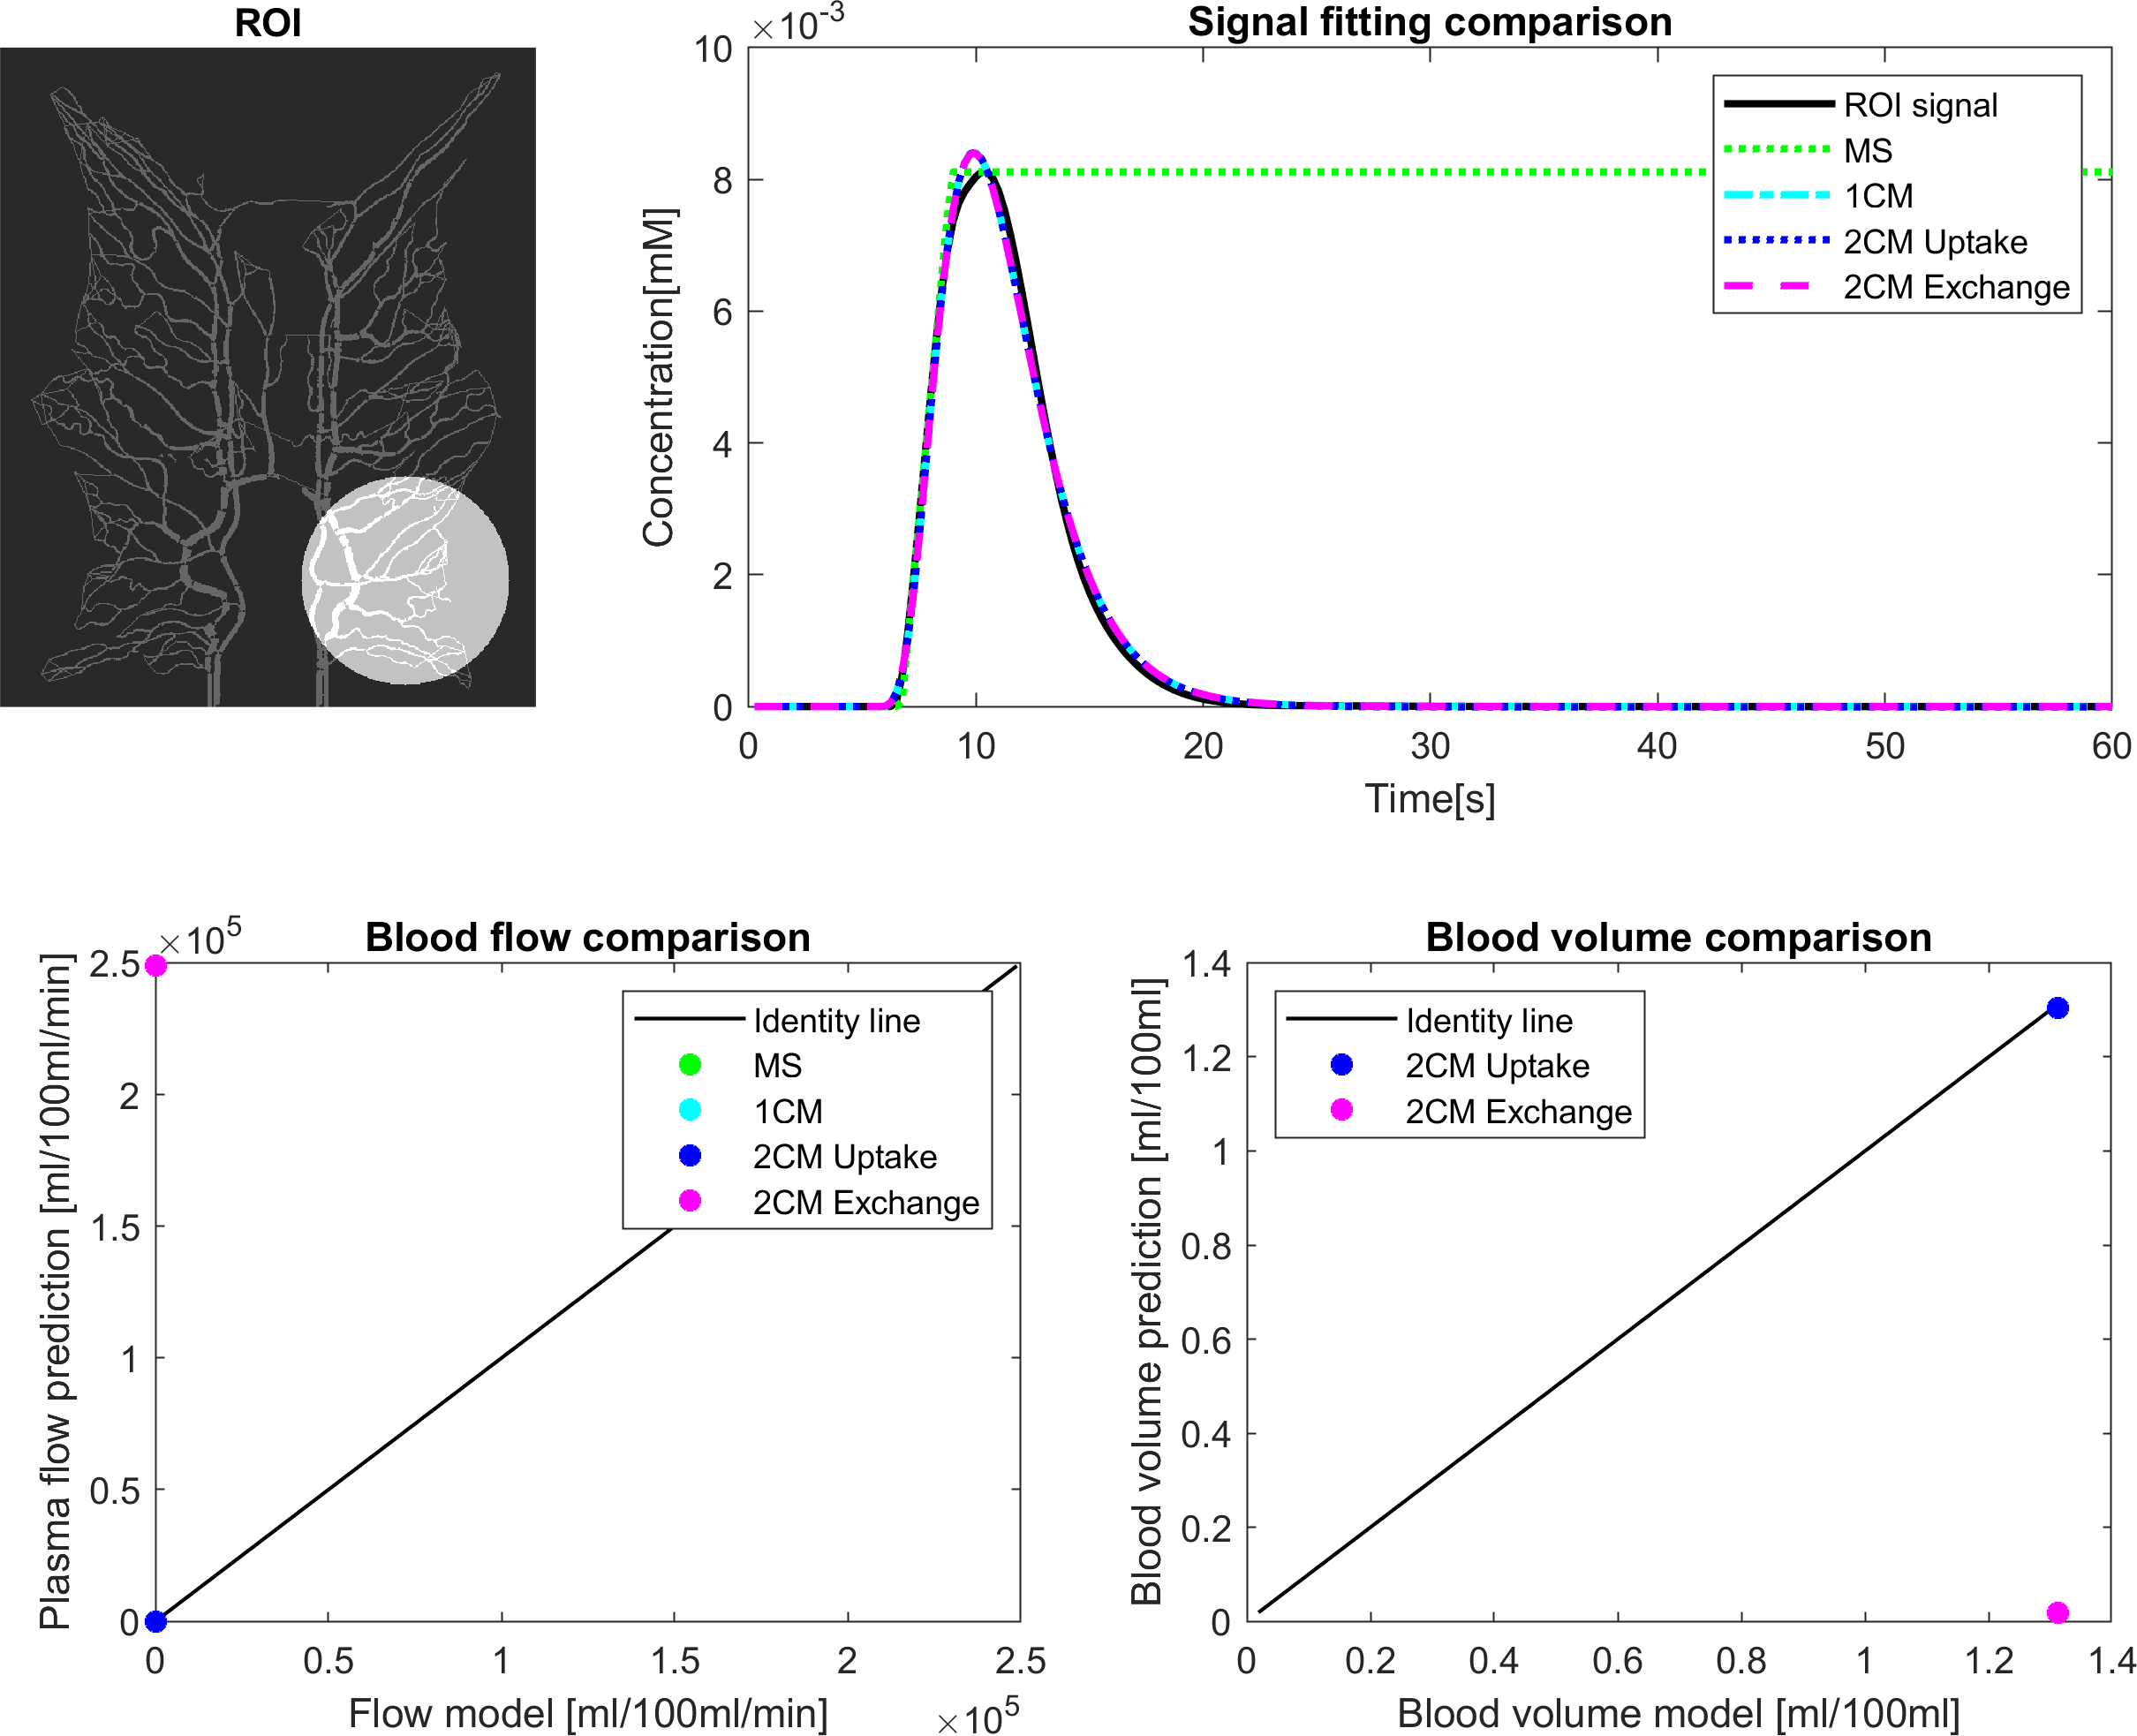 ROI
Signal fitting comparison
×10-3
10
8
6
4
2
0
Concentration[mM]
0 10 20 30 40 50 60
Time[s]
ROI signal
MS
1CM
2CM Uptake
2CM Exchange
Blood flow comparison
×105
2.5
2
1.5
1
0.5
0
Plasma flow prediction [ml/100ml/min]
0 0.5 1 1.5 2 2.5
Flow model [ml/100ml/min]
×105
Identity line
MS
1CM
2CM Uptake
2CM Exchange
Blood volume comparison
1.4
1.2
1
0.8
0.6
0.4
0.2
0
Blood volume prediction [ml/100ml]
0 0.2 0.4 0.6 0.8 1 1.2 1.4
Blood volume model [ml/100ml]
Identity line
2CM Uptake
2CM Exchange